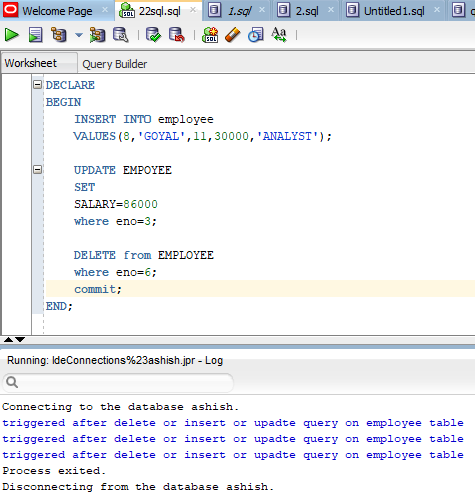 Welcome Page
22sql.sql
1.sql
2.sql
Untitled1.sql
SQL
Aa
Worksheet
Query Builder
DECLARE
BEGIN
INSERT INTO employee
VALUES(8,'GOYAL',11,30000,'ANALYST');
UPDATE EMPOYEE
SET
SALARY=86000
where eno=3;
DELETE from EMPLOYEE
where eno=6;
commit;
END;
Running: IdeConnections%23ashish.jpr - Log
Connecting to the database ashish.
triggered after delete or insert or upadte query on employee table
triggered after delete or insert or upadte query on employee table
triggered after delete or insert or upadte query on employee table
Process exited.
Disconnecting from the database ashish.